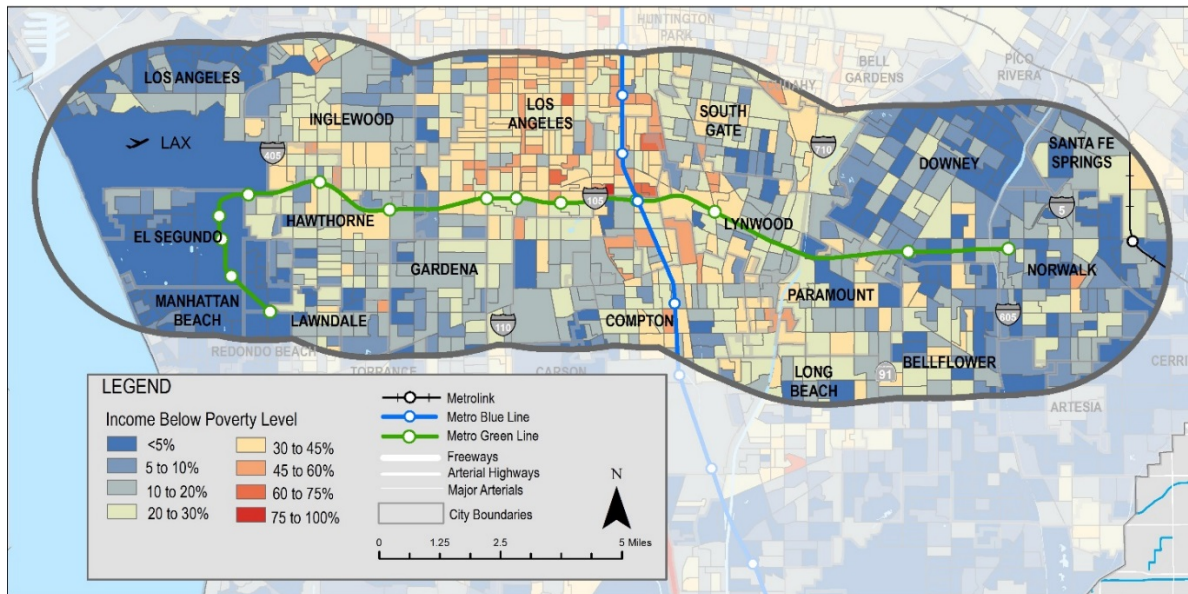 HUNTINGTON
PARK
BELL
GARDENS
PICO
RIVERA
LOS ANGELES
INGLEWOOD
LOS
ANGELES
SOUTH
GATE
710
DOWNEY
SANTA FE
SPRINGS
LAX
405
HAWTHORNE
105
LYNWOOD
5
EL SEGUNDO
GARDENA
NORWALK
MANHATTAN
BEACH
LAWNDALE
110
COMPTON
PARAMOUNT
605
REDONDO BEACH
TORRANCE
CARSON
LONG
BEACH
91
BELLFLOWER
CERRI
ARTESIA
LEGEND
Income Below Poverty Level
<5%
5 to 10%
10 to 20%
20 to 30%
30 to 45%
45 to 60%
60 to 75%
75 to 100%
Metrolink
Metro Blue Line
Metro Green Line
Freeways
Arterial Highways
Major Arterials
City Boundaries
N
0 1.25 2.5 5 Miles